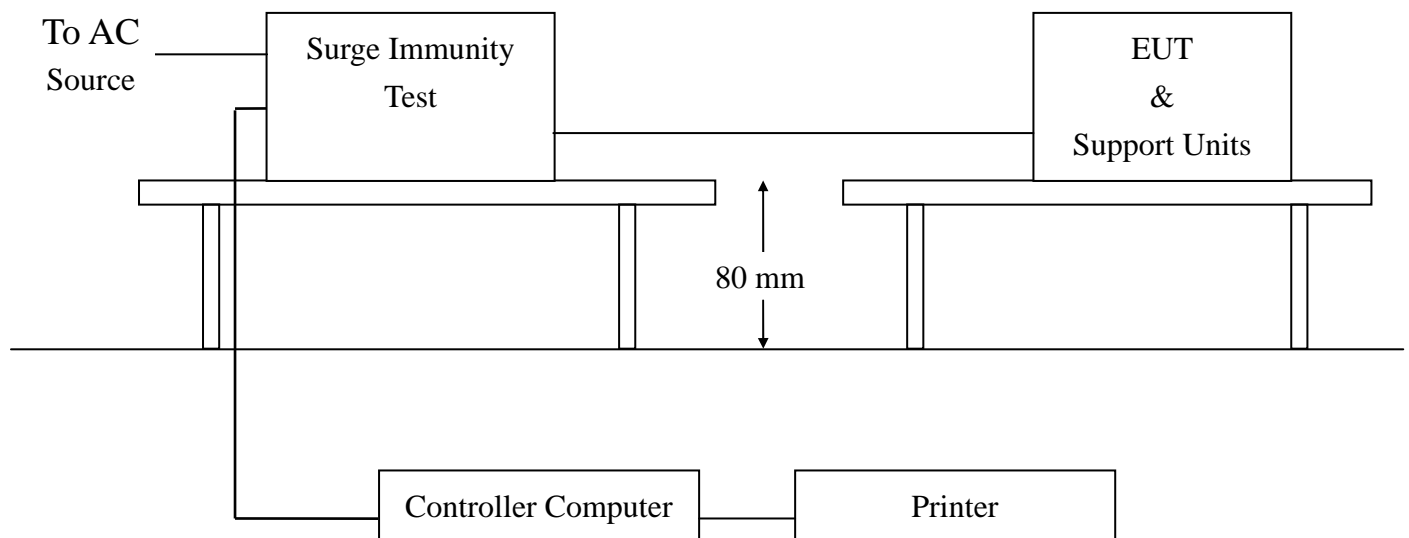 To AC
Source
Surge Immunity
Test
EUT
&
Support Units
80 mm
Controller Computer
Printer